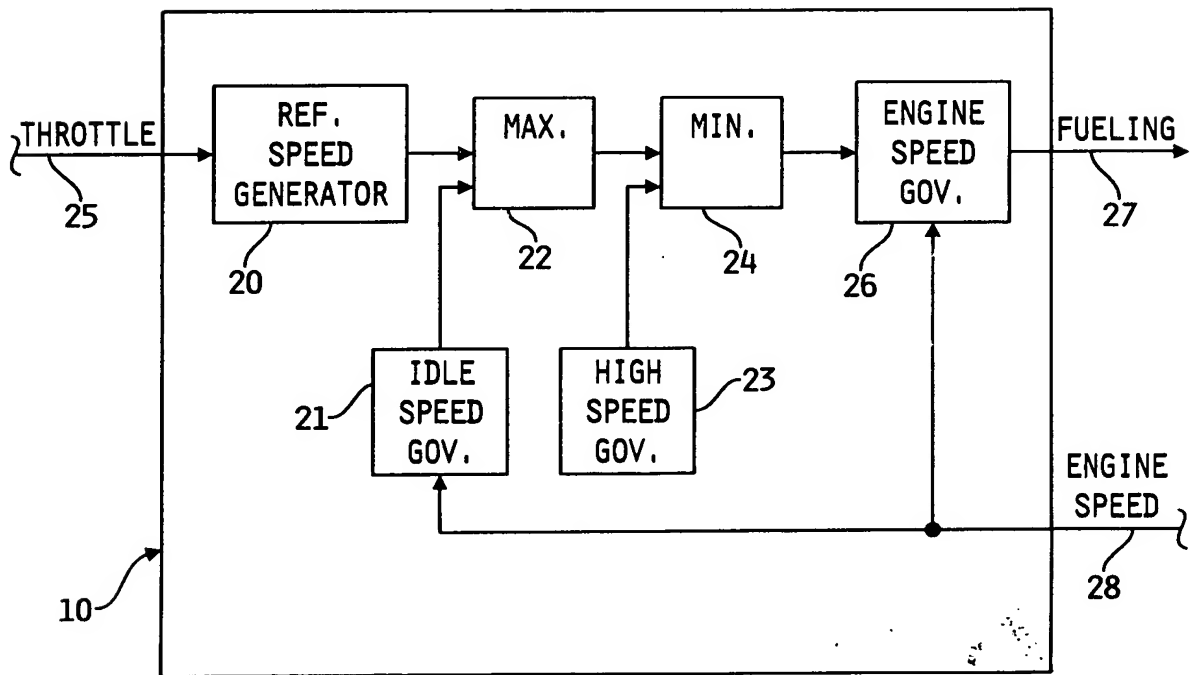 THROTTLE
25
REF.
SPEED
GENERATOR
20
MAX.
22
MIN.
24
ENGINE
SPEED
GOV.
26
FUELING
27
IDLE
SPEED
GOV.
21
HIGH
SPEED
GOV.
23
ENGINE
SPEED
28
10